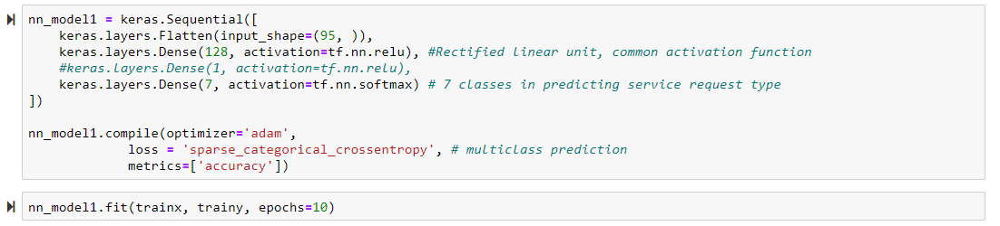 nn_model1 = keras.Sequential([
    keras.layers.Flatten(input_shape=(95, )),
    keras.layers.Dense(128, activation=tf.nn.relu), #Rectified linear unit, common activation function
    #keras.layers.Dense(1, activation=tf.nn.relu),
    keras.layers.Dense(7, activation=tf.nn.softmax) # 7 classes in predicting service request type
])
nn_model1.compile(optimizer='adam',
             loss = 'sparse_categorical_crossentropy', # multiclass prediction
             metrics=['accuracy'])
nn_model1.fit(trainx, trainy, epochs=10)